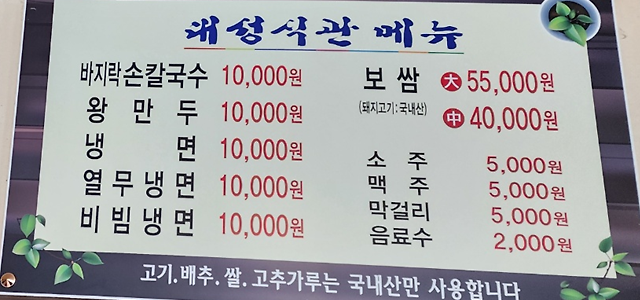 대성식관 메뉴
바지락손칼국수 10,000원
왕만두 10,000원
냉면 10,000원
열무냉면 10,000원
비빔냉면 10,000원
보쌈 大 55,000원
(돼지고기:국내산) 中 40,000원
소주 5,000원
맥주 5,000원
막걸리 5,000원
음료수 2,000원
고기.배추.쌀.고추가루는 국내산만 사용합니다